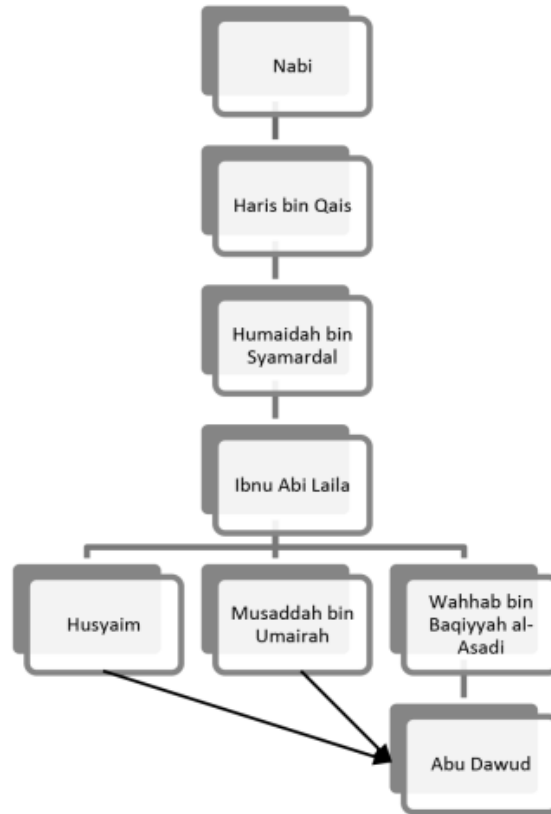 Nabi
Haris bin Qais
Humaidah bin
Syamardal
Ibnu Abi Laila
Husyaim
Musaddah bin
Umairah
Wahhab bin
Baqiyyah al-
Asadi
Abu Dawud